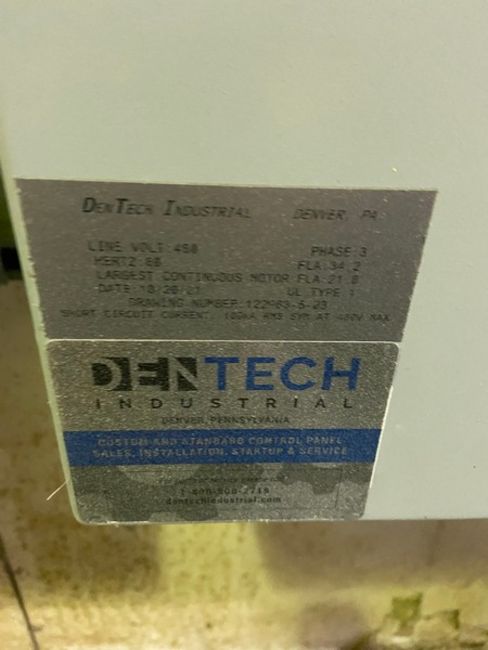 DENTECH INDUSTRIAL DENVER, PA
LINE VOLT:460 PHASE:3
HERTZ:60 FLA:34.2
LARGEST CONTINUOUS MOTOR FLA:21.0
DATE:10/20/21 UL TYPE 1
DRAWING NUMBER:122963-5-23
SHORT CIRCUIT CURRENT: 100kA RMS SYM AT 480V MAX
DENTECH
INDUSTRIAL
DENVER, PENNSYLVANIA
CUSTOM AND STANDARD CONTROL PANEL
SALES, INSTALLATION, STARTUP & SERVICE
dentechindustrial.com